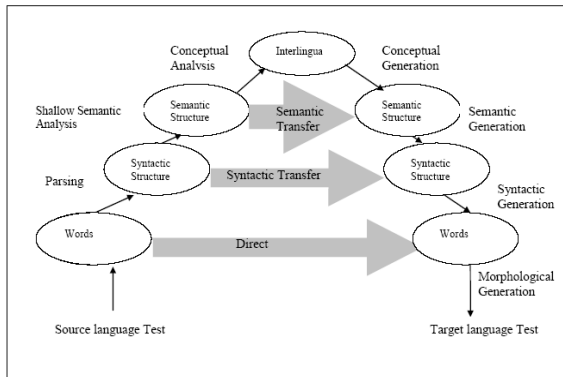 Conceptual
Analvsis
Interlingua
Conceptual
Generation
Shallow Semantic
Analysis
Semantic
Structure
Semantic
Transfer
Semantic
Structure
Semantic
Generation
Parsing
Syntactic
Structure
Syntactic Transfer
Syntactic
Structure
Syntactic
Generation
Words
Direct
Words
Morphological
Generation
Source language Test
Target language Test